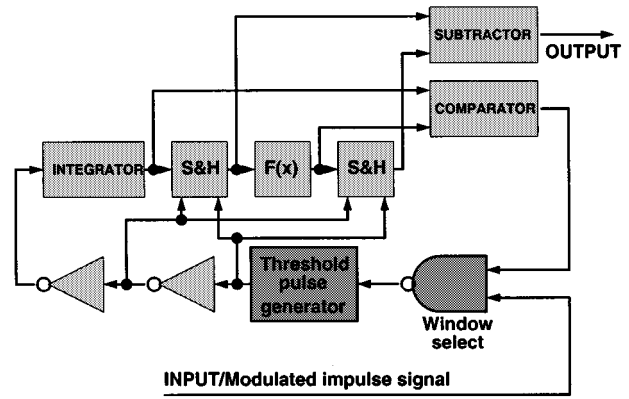 SUBTRACTOR
OUTPUT
COMPARATOR
INTEGRATOR
S&H
F(x)
S&H
Threshold
pulse
generator
Window
select
INPUT/Modulated impulse signal